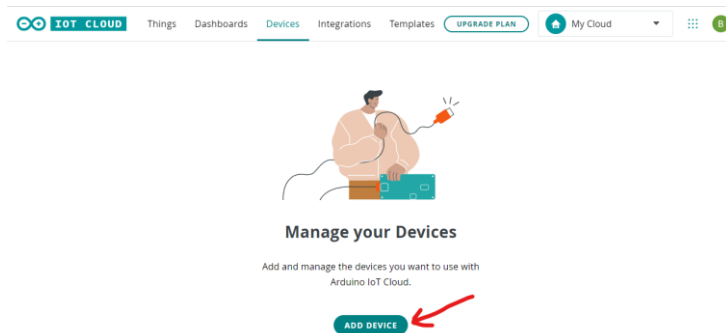 IOT CLOUD Things Dashboards Devices Integrations Templates UPGRADE PLAN My Cloud B
Manage your Devices
Add and manage the devices you want to use with
Arduino IoT Cloud.
ADD DEVICE